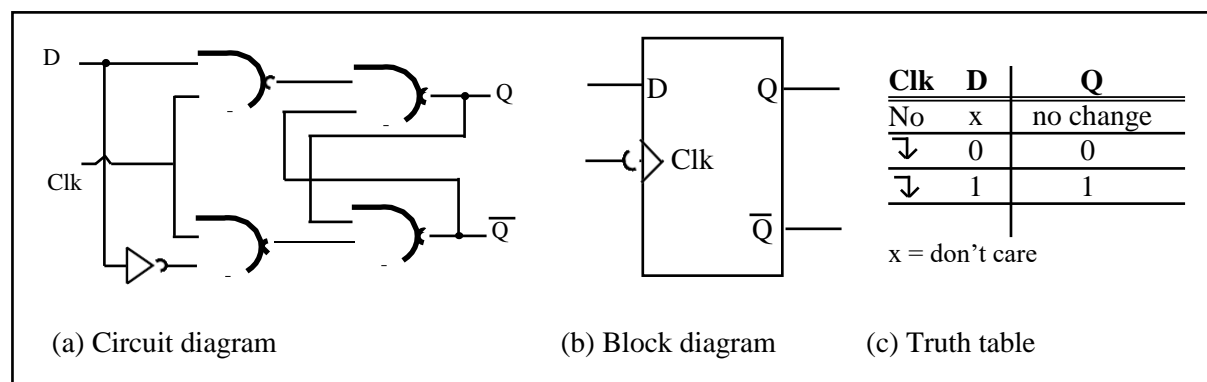 D
Clk
Q
Q̅
(a) Circuit diagram
D
Q
Clk
Q̅
(b) Block diagram
Clk D Q
No x no change
0 0
1 1
x = don’t care
(c) Truth table